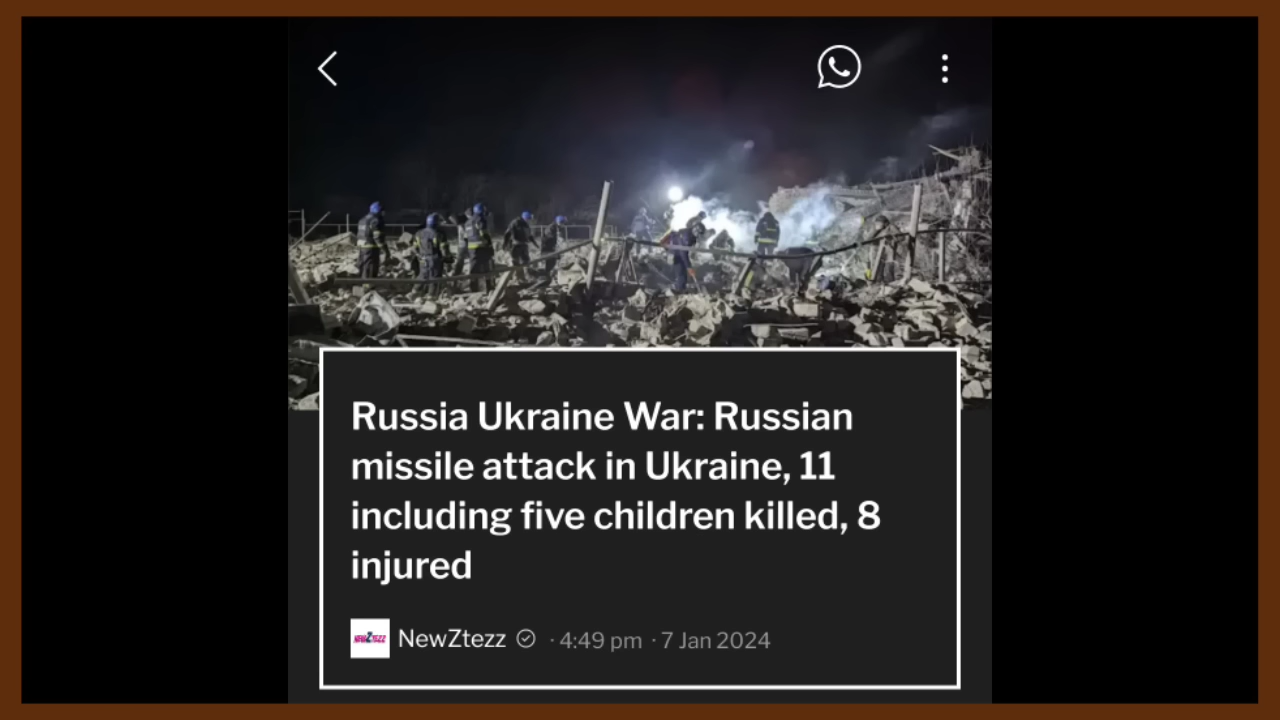 Russia Ukraine War: Russian
missile attack in Ukraine, 11
including five children killed, 8
injured
NewZtezz · 4:49 pm · 7 Jan 2024